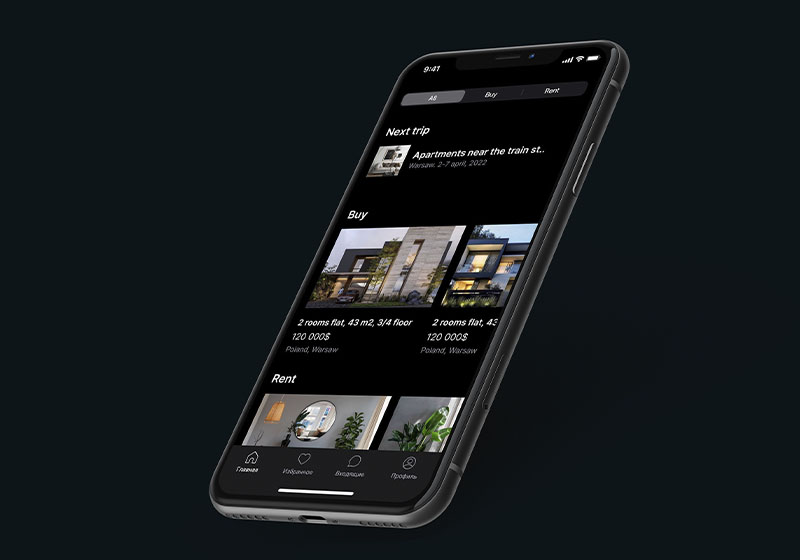 9:41
All
Buy
Rent
Next trip
Apartments near the train st..
Warsaw, 2-7 april, 2022
Buy
2 rooms flat, 43 m2, 3/4 floor
2 rooms flat, 43
120 000$
120 000$
Poland, Warsaw
Poland, Warsaw
Rent
Главная
Избранное
Входящие
Профиль